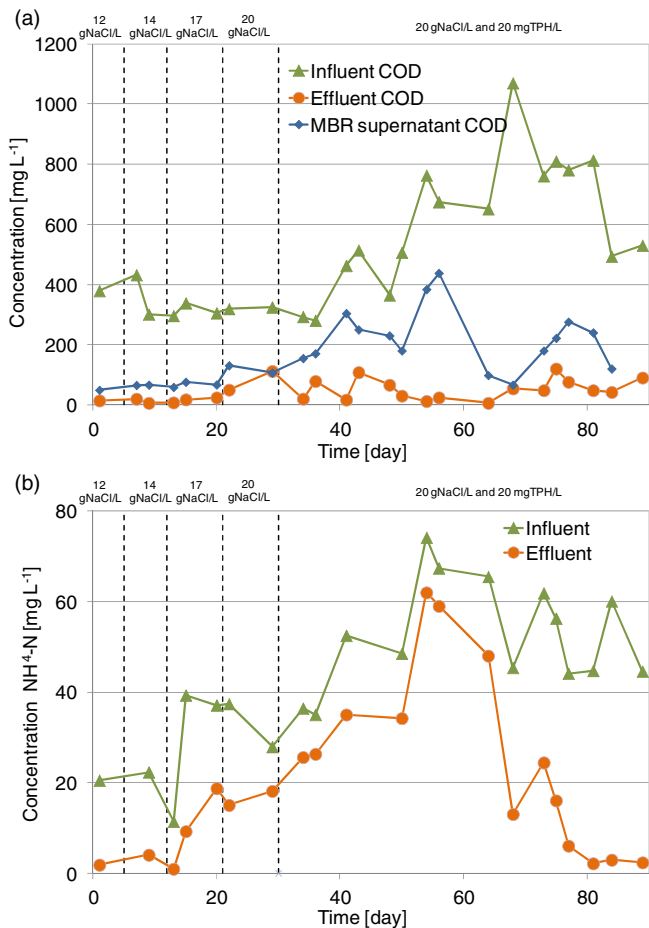 (a)
12 gNaCl/L
14 gNaCl/L
17 gNaCl/L
20 gNaCl/L
20 gNaCl/L and 20 mgTPH/L
1200
1000
800
600
400
200
0
Concentration [mg L⁻¹]
Influent COD
Effluent COD
MBR supernatant COD
0 20 40 60 80
Time [day]
(b)
12 gNaCl/L
14 gNaCl/L
17 gNaCl/L
20 gNaCl/L
20 gNaCl/L and 20 mgTPH/L
80
60
40
20
0
Concentration NH⁴-N [mg L⁻¹]
Influent
Effluent
0 20 40 60 80
Time [day]